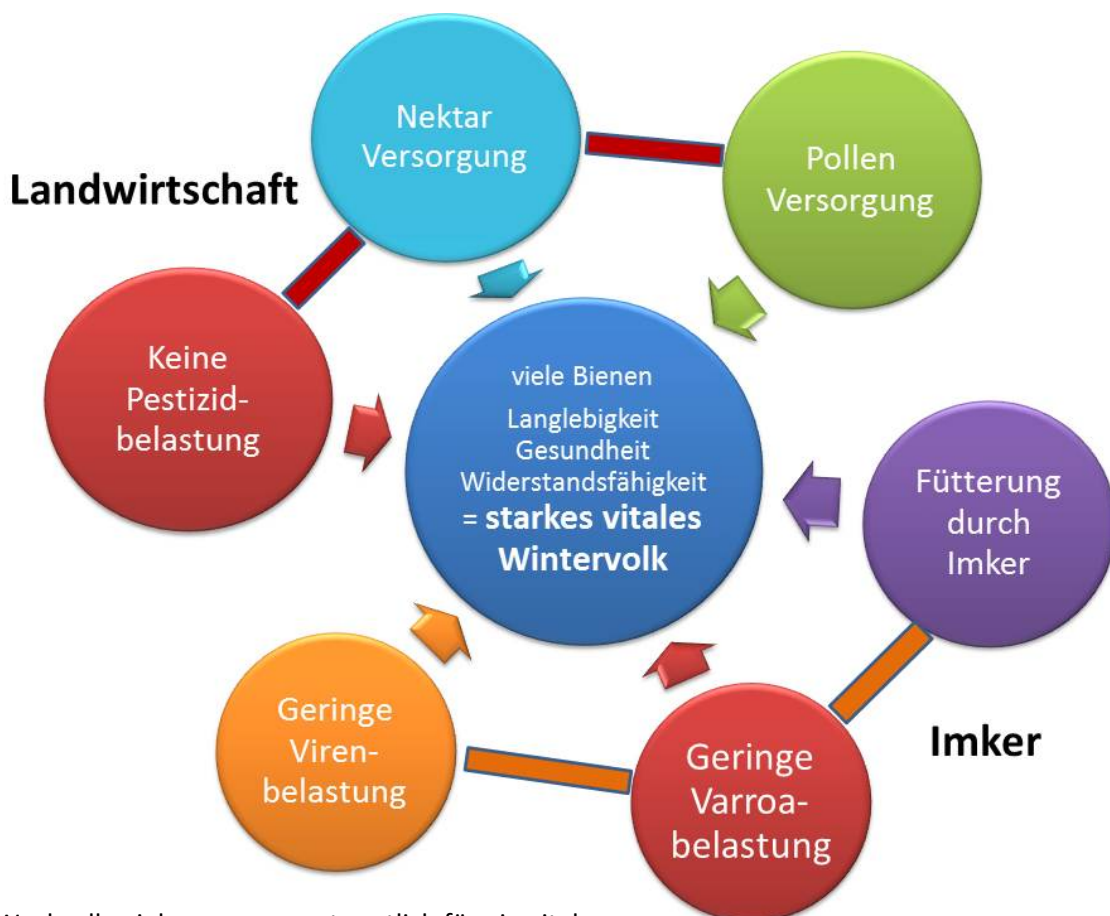 Nektar
Versorgung
Pollen
Versorgung
Landwirtschaft
Keine
Pestizid-
belastung
viele Bienen
Langlebigkeit
Gesundheit
Widerstandsfähigkeit
= starkes vitales
Wintervolk
Fütterung
durch
Imker
Geringe
Viren-
belastung
Geringe
Varroa-
belastung
Imker